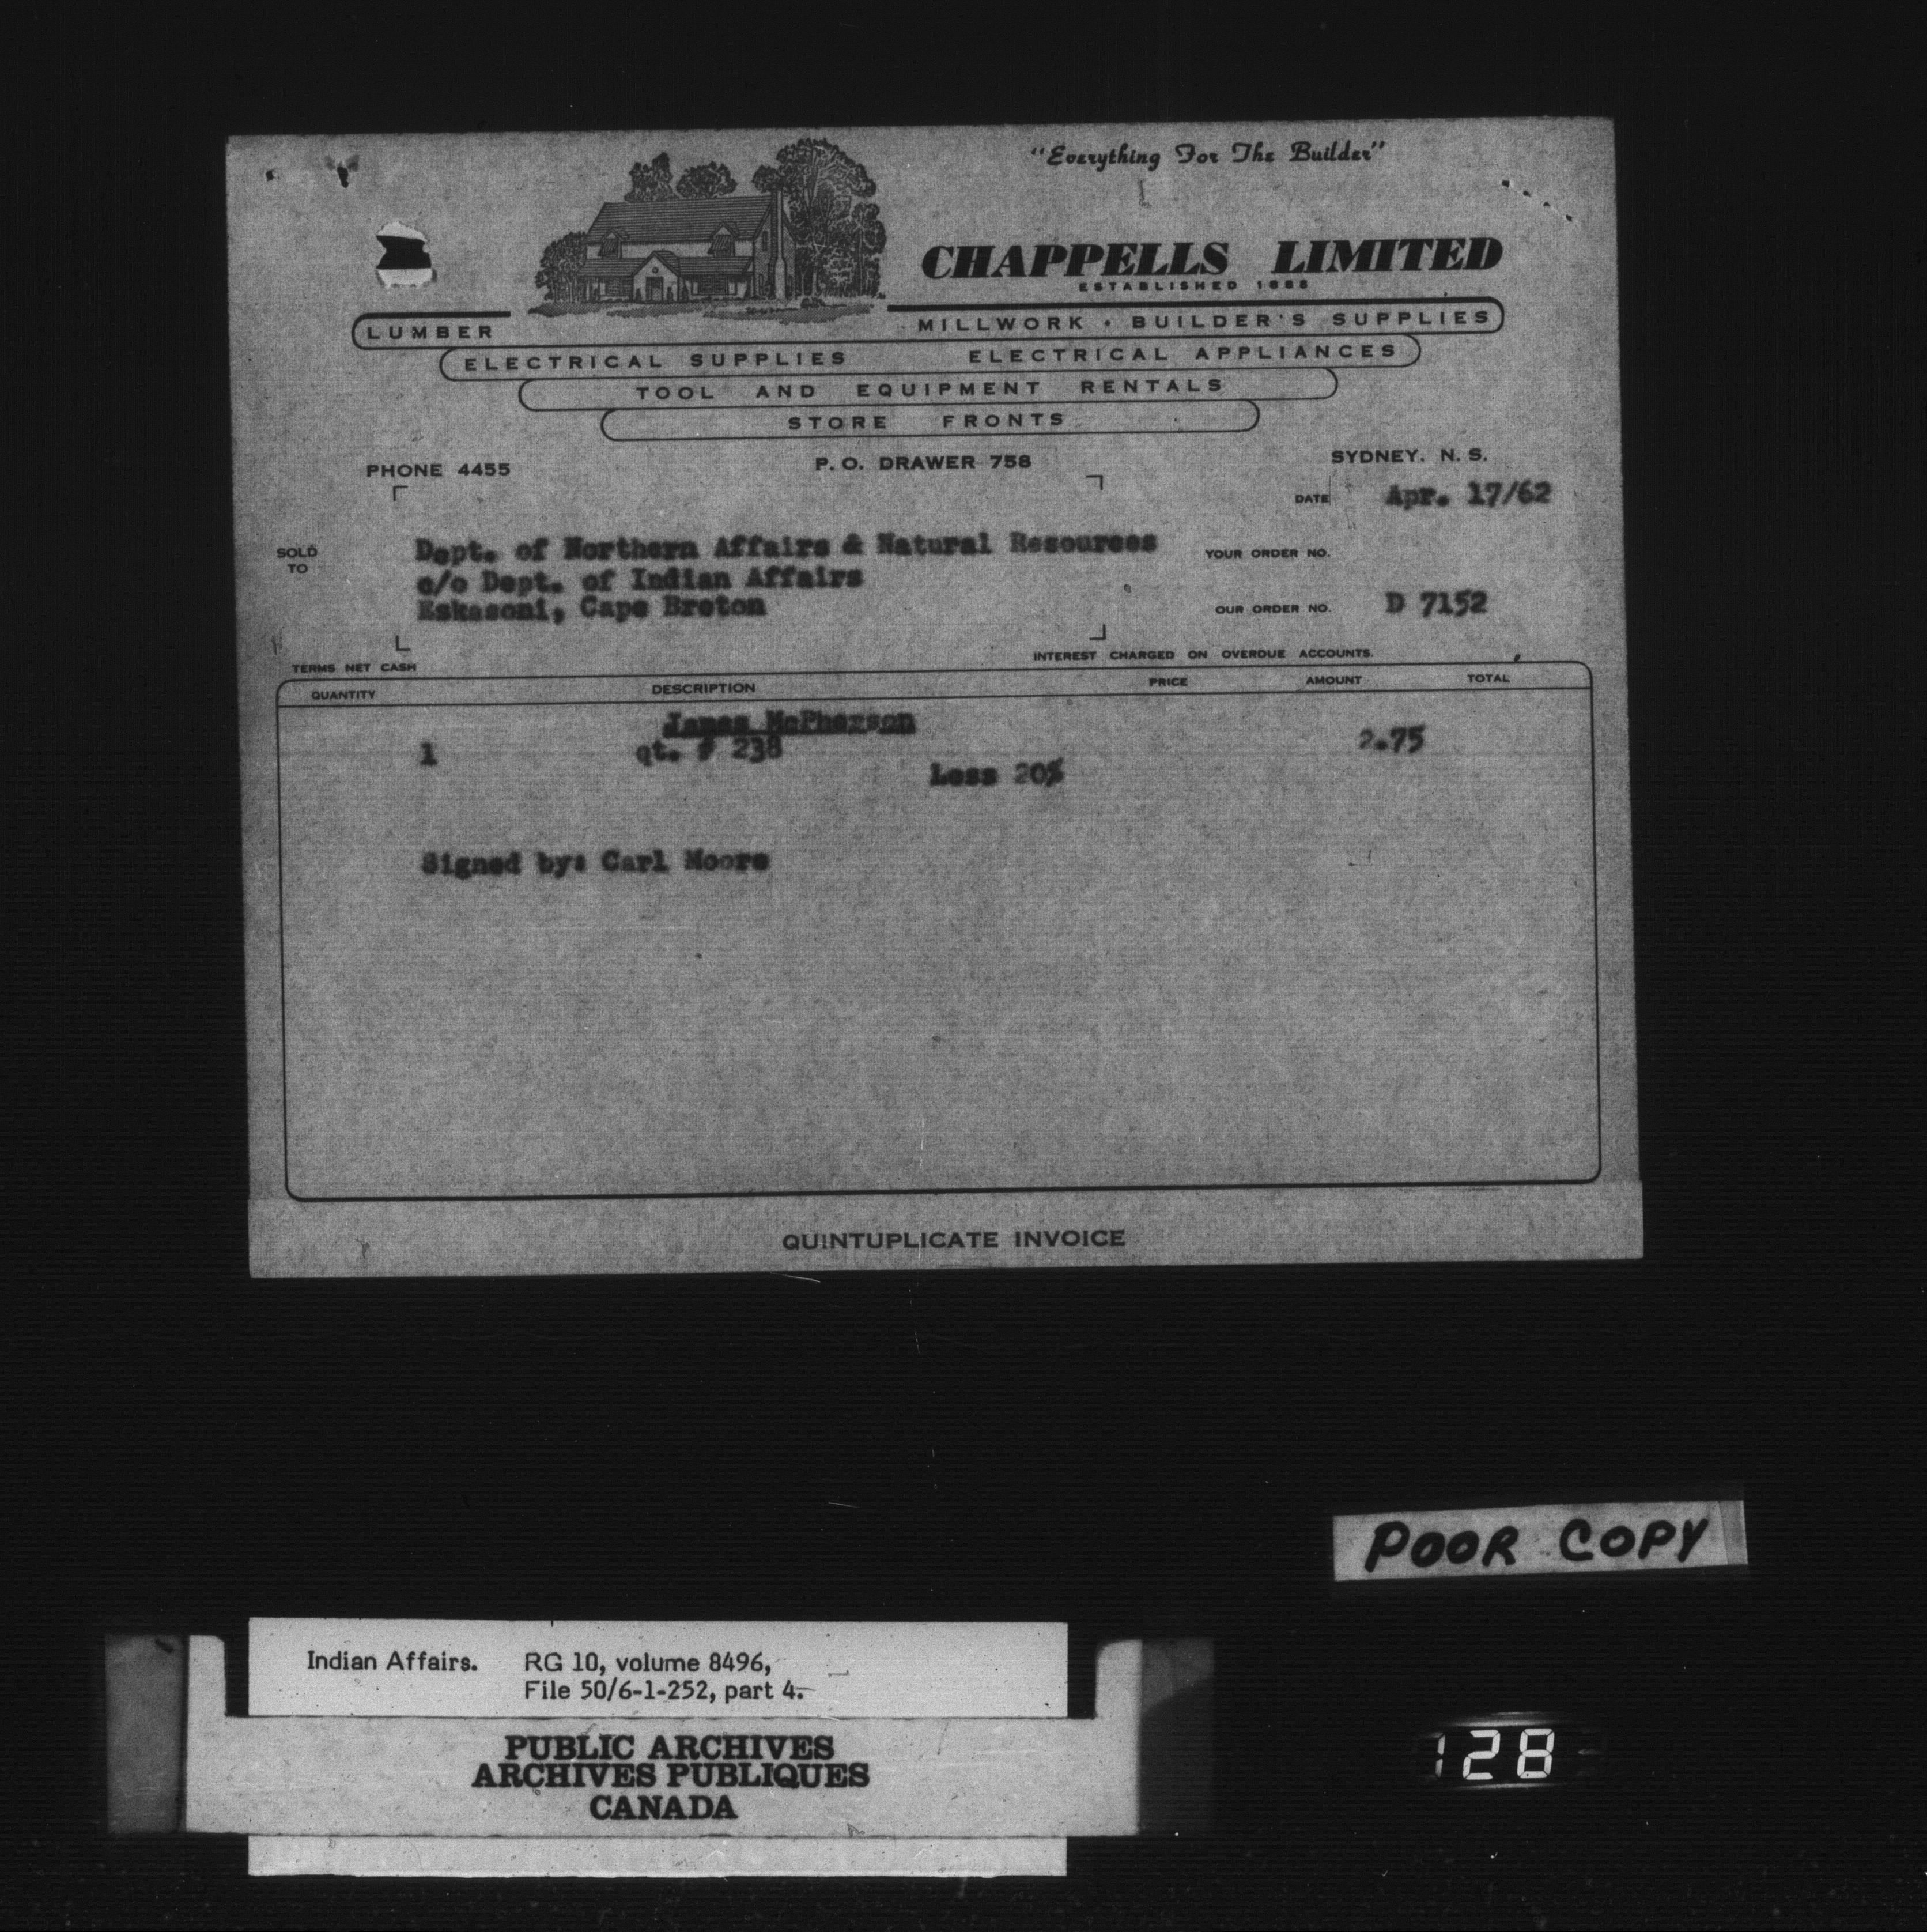 "Everything For The Builder"
CHAPPELLS LIMITED
ESTABLISHED 1888
LUMBER MILLWORK • BUILDER'S SUPPLIES
ELECTRICAL SUPPLIES ELECTRICAL APPLIANCES
TOOL AND EQUIPMENT RENTALS
STORE FRONTS
PHONE 4455 P. O. DRAWER 758 SYDNEY, N. S.
DATE Apr. 17/62
SOLD TO
Dept. of Northern Affairs & Natural Resources
c/o Dept. of Indian Affairs
Eskasoni, Cape Breton
YOUR ORDER NO.
OUR ORDER NO. D 7152
TERMS NET CASH INTEREST CHARGED ON OVERDUE ACCOUNTS.
QUANTITY DESCRIPTION PRICE AMOUNT TOTAL
James McPherson
1 qt. # 238 2.75
Less 20%
Signed by: Carl Moore
QUINTUPLICATE INVOICE
POOR COPY
Indian Affairs. RG 10, volume 8496,
File 50/6-1-252, part 4.
PUBLIC ARCHIVES
ARCHIVES PUBLIQUES
CANADA
128